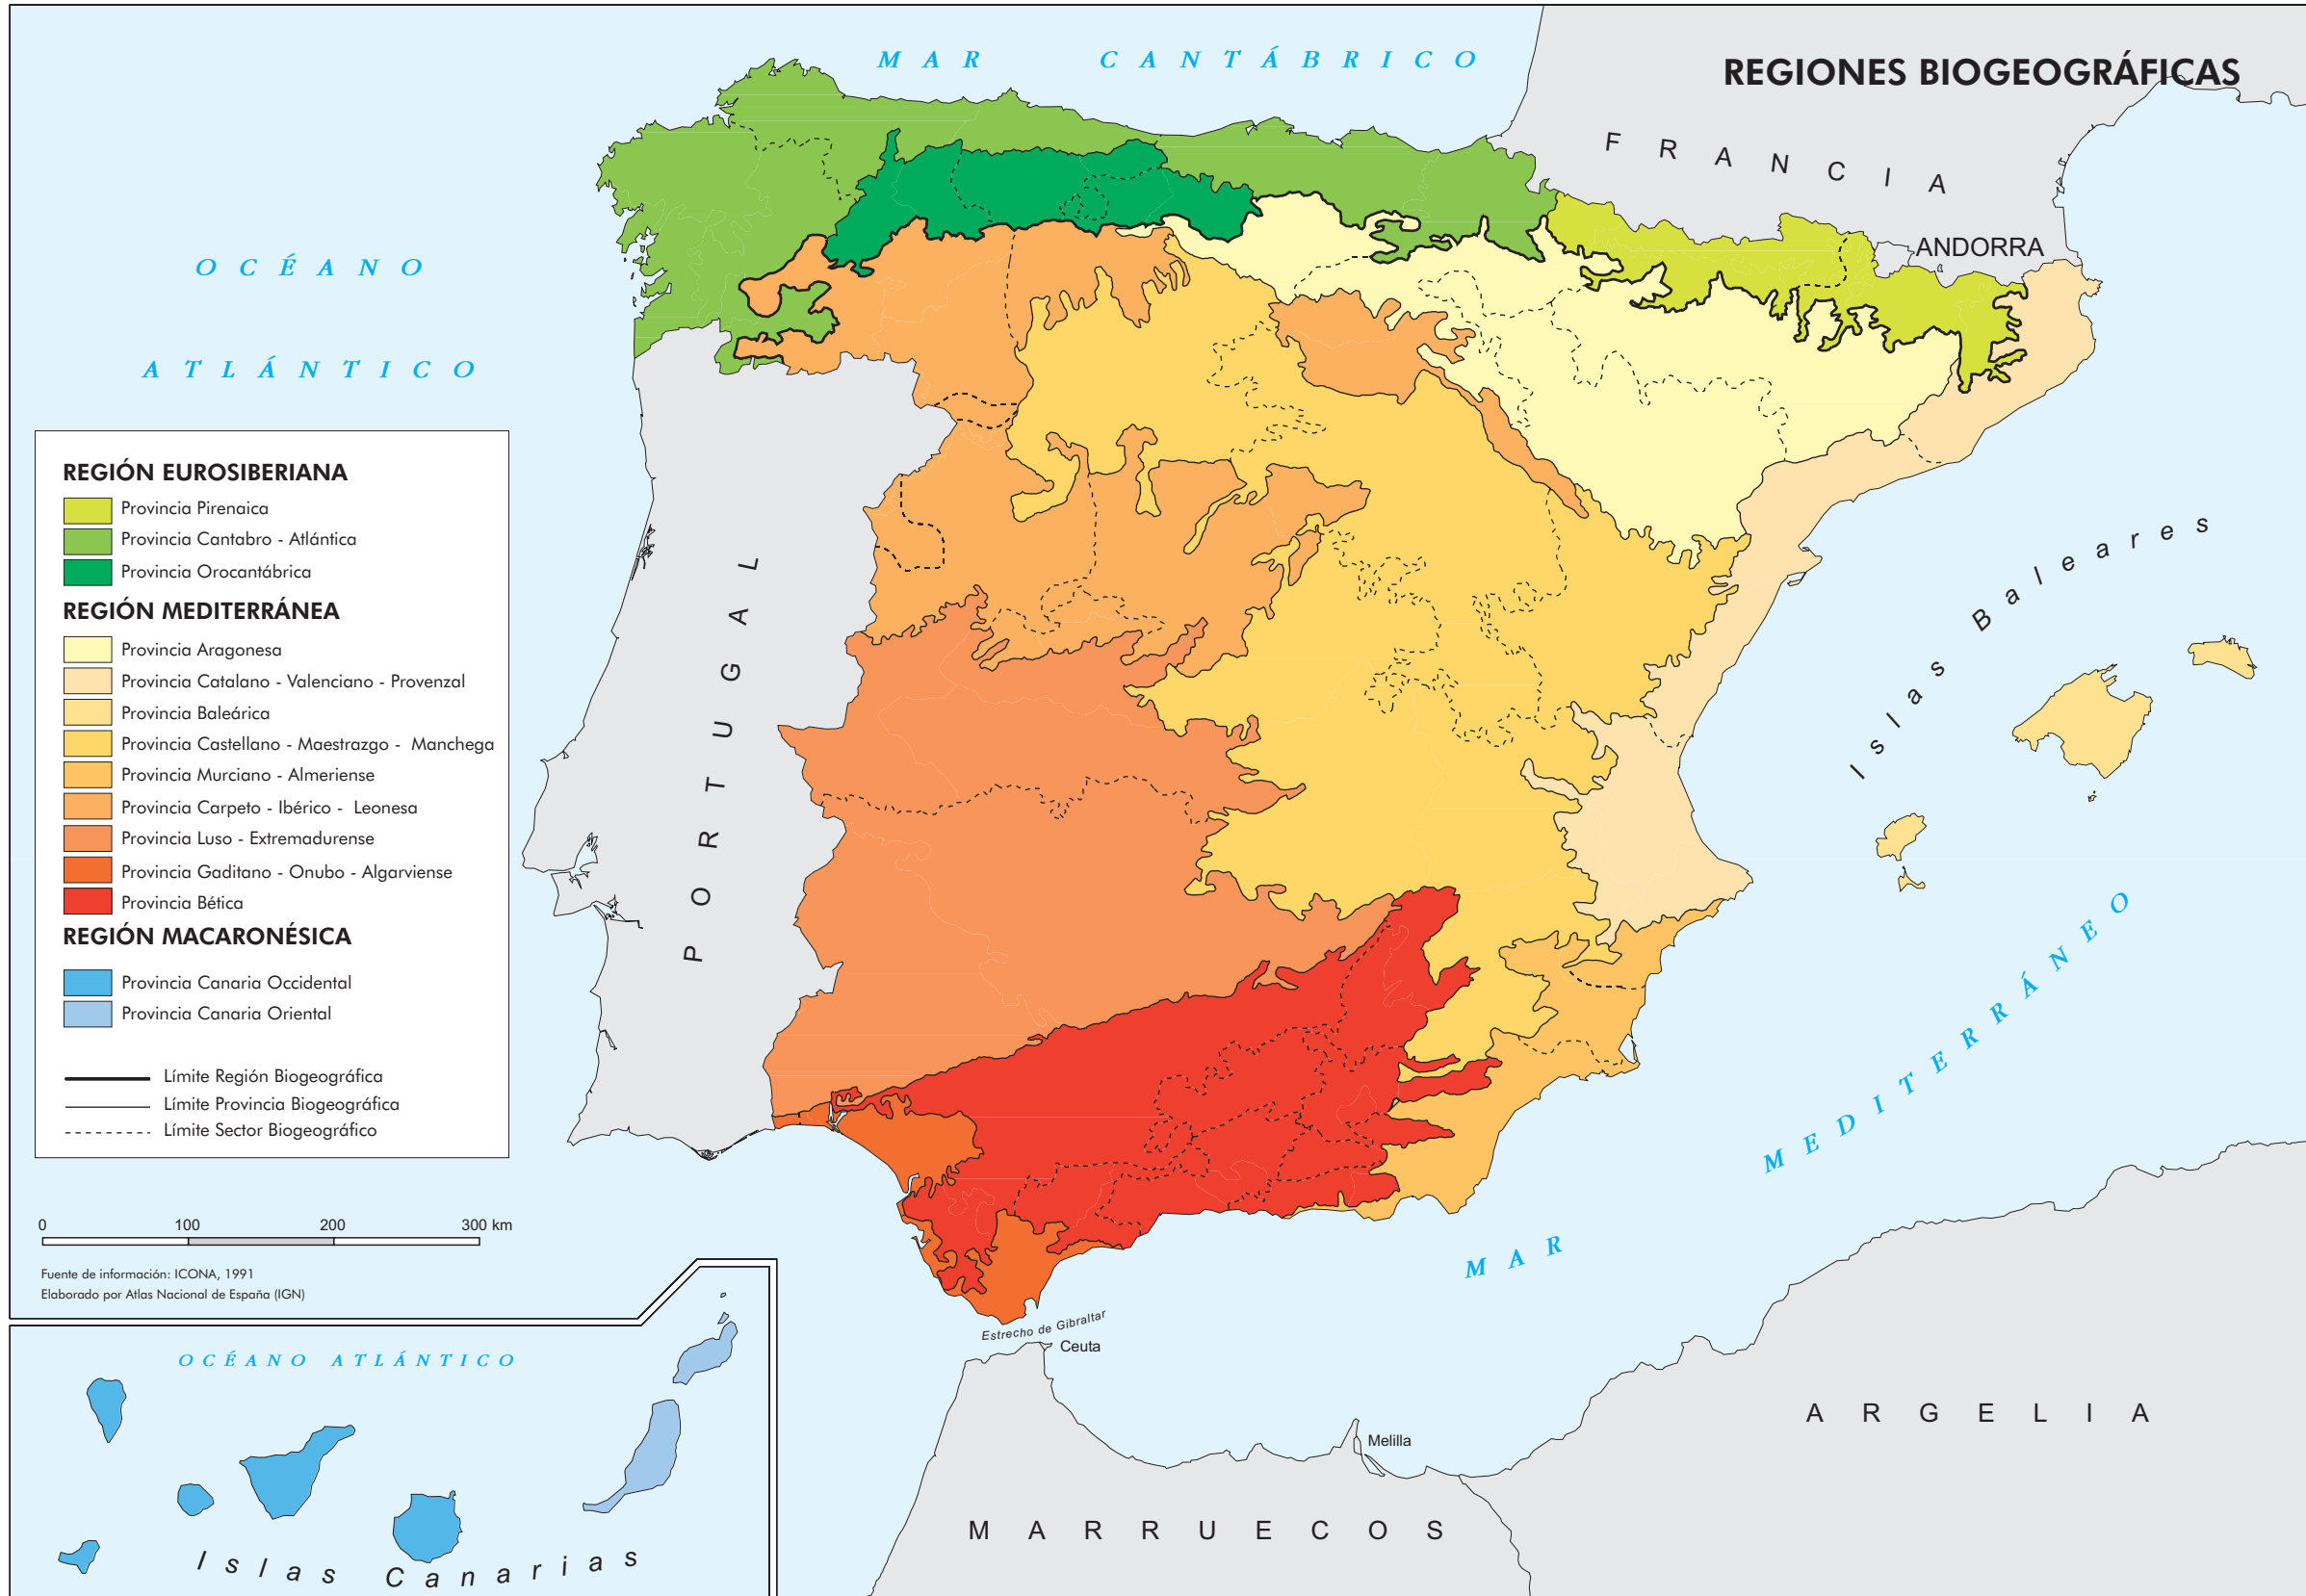 REGIONES BIOGEOGRÁFICAS
MAR CANTÁBRICO
FRANCIA
ANDORRA
OCÉANO
ATLÁNTICO
PORTUGAL
Islas Baleares
MAR MEDITERRÁNEO
REGIÓN EUROSIBERIANA
Provincia Pirenaica
Provincia Cantabro - Atlántica
Provincia Orocantábrica
REGIÓN MEDITERRÁNEA
Provincia Aragonesa
Provincia Catalano - Valenciano - Provenzal
Provincia Baleárica
Provincia Castellano - Maestrazgo - Manchega
Provincia Murciano - Almeriense
Provincia Carpeto - Ibérico - Leonesa
Provincia Luso - Extremadurense
Provincia Gaditano - Onubo - Algarviense
Provincia Bética
REGIÓN MACARONÉSICA
Provincia Canaria Occidental
Provincia Canaria Oriental
Límite Región Biogeográfica
Límite Provincia Biogeográfica
Límite Sector Biogeográfico
0 100 200 300 km
Fuente de información: ICONA, 1991
Elaborado por Atlas Nacional de España (IGN)
Estrecho de Gibraltar
Ceuta
Melilla
MARRUECOS
ARGELIA
OCÉANO ATLÁNTICO
Islas Canarias